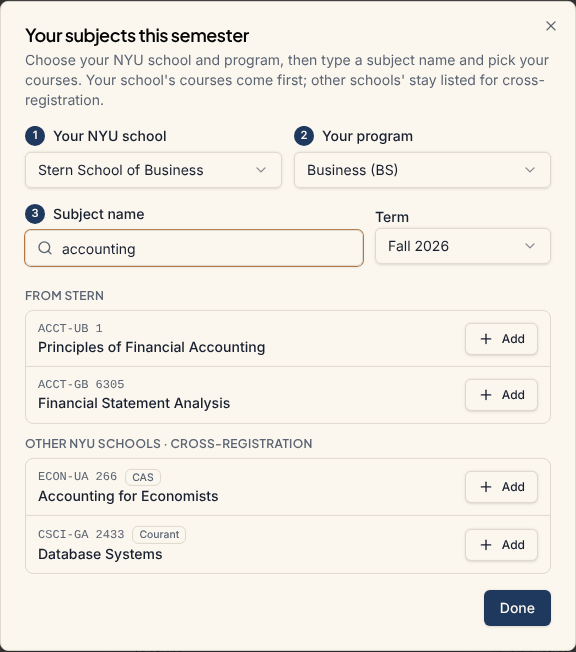 Your subjects this semester
Choose your NYU school and program, then type a subject name and pick your
courses. Your school's courses come first; other schools' stay listed for cross-
registration.
1 Your NYU school
2 Your program
Stern School of Business
Business (BS)
3 Subject name
Term
accounting
Fall 2026
FROM STERN
ACCT-UB 1
Principles of Financial Accounting
+ Add
ACCT-GB 6305
Financial Statement Analysis
+ Add
OTHER NYU SCHOOLS · CROSS-REGISTRATION
ECON-UA 266 CAS
Accounting for Economists
+ Add
CSCI-GA 2433 Courant
Database Systems
+ Add
Done